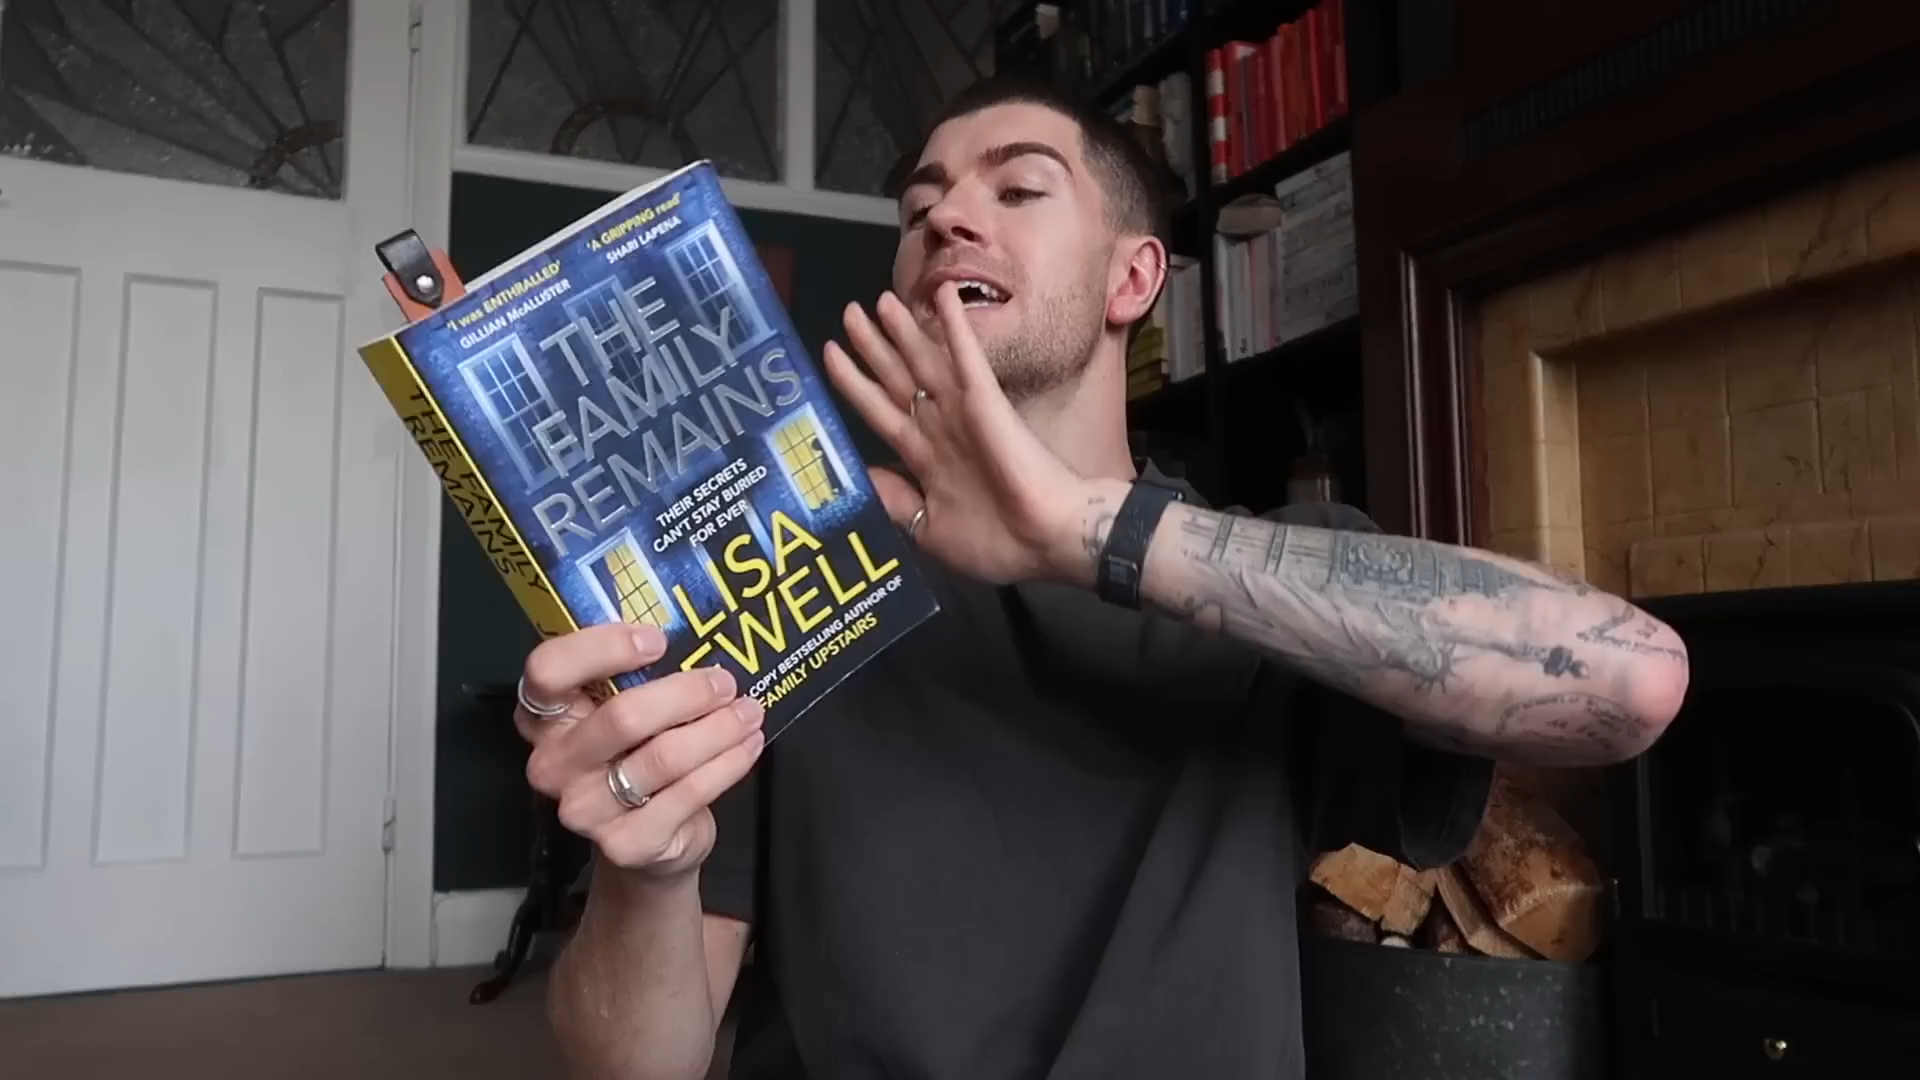 'I was ENTHRALLED'
GILLIAN McALLISTER
'A GRIPPING read'
SHARI LAPENA
THE
FAMILY
REMAINS
THEIR SECRETS
CAN'T STAY BURIED
FOR EVER
LISA
EWELL
-COPY BESTSELLING AUTHOR OF
FAMILY UPSTAIRS
THE FAMILY
REMAINS